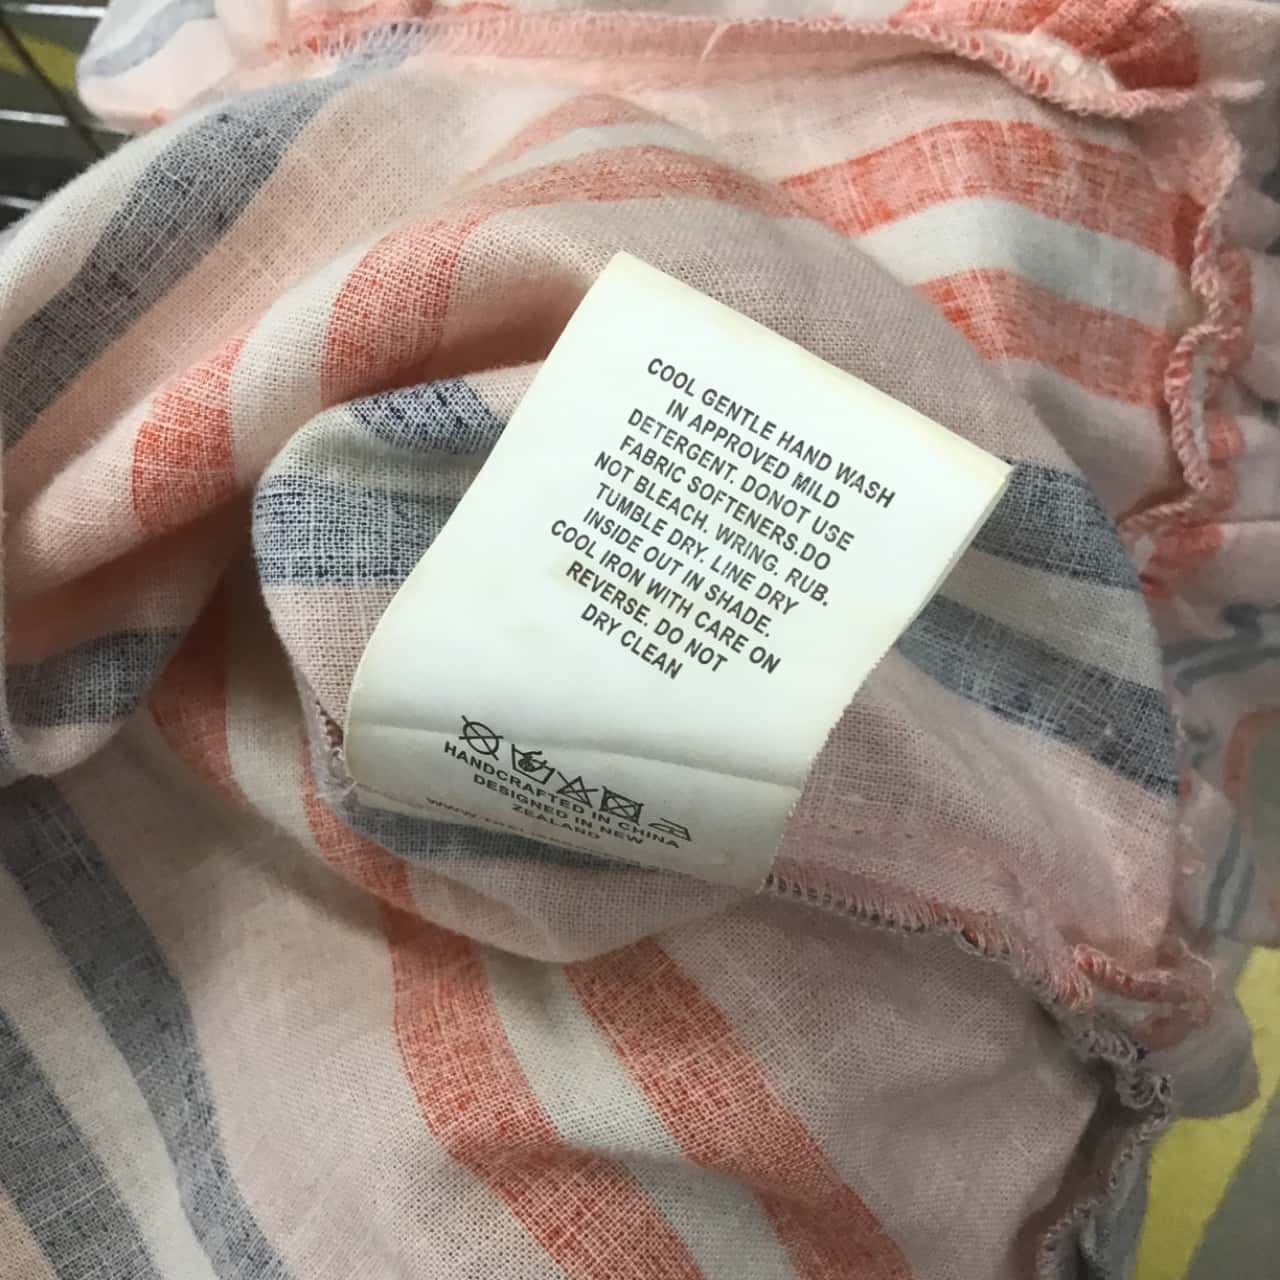 COOL GENTLE HAND WASH
IN APPROVED MILD
DETERGENT. DONOT USE
FABRIC SOFTENERS.DO
NOT BLEACH. WRING. RUB.
TUMBLE DRY. LINE DRY
INSIDE OUT IN SHADE.
COOL IRON WITH CARE ON
REVERSE. DO NOT
DRY CLEAN
HANDCRAFTED IN CHINA
DESIGNED IN NEW
ZEALAND